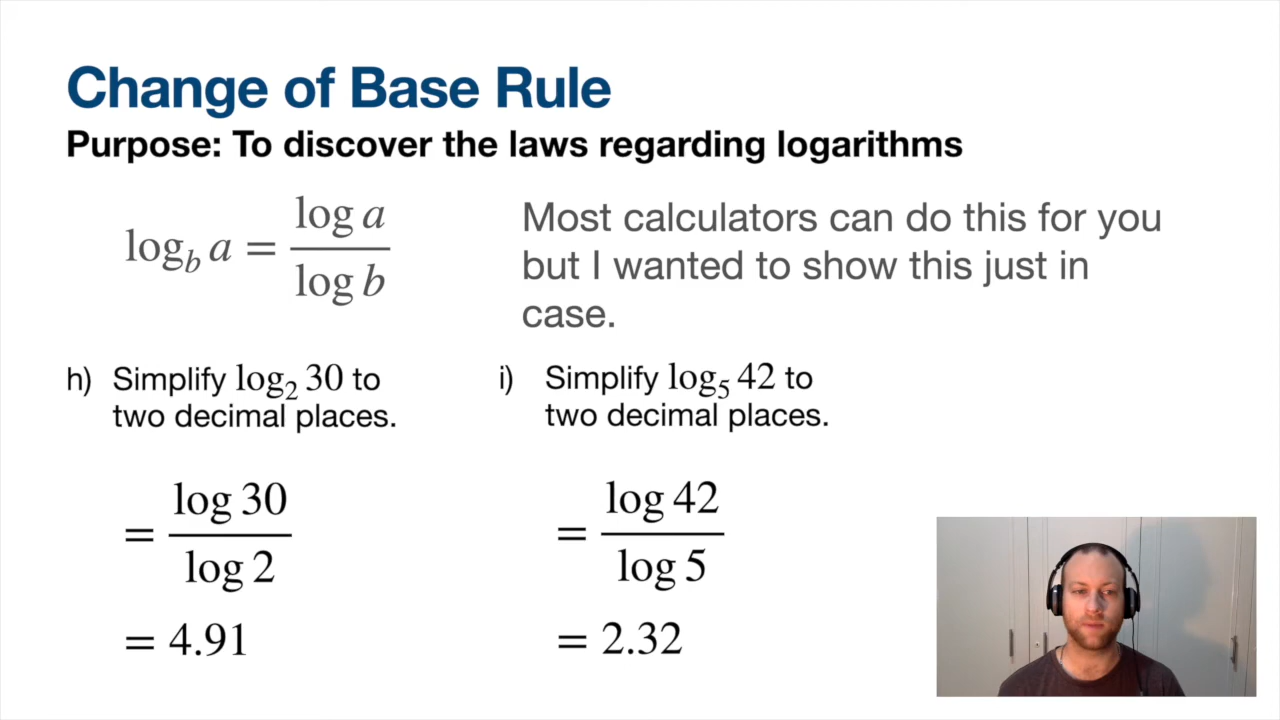 Change of Base Rule
Purpose: To discover the laws regarding logarithms
log_b a = log a / log b
Most calculators can do this for you
but I wanted to show this just in
case.
h) Simplify log₂ 30 to
two decimal places.
= log 30 / log 2
= 4.91
i) Simplify log₅ 42 to
two decimal places.
= log 42 / log 5
= 2.32